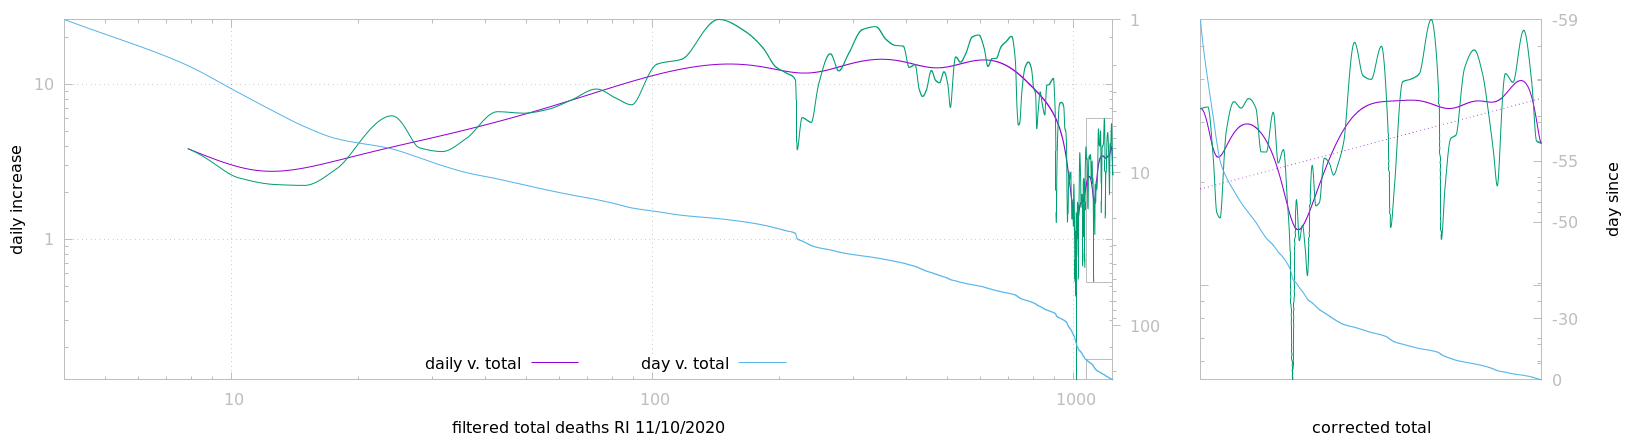 daily increase
10
1
10
100
1000
1
10
100
daily v. total
day v. total
filtered total deaths RI 11/10/2020
-59
-55
-50
-30
0
day since
corrected total